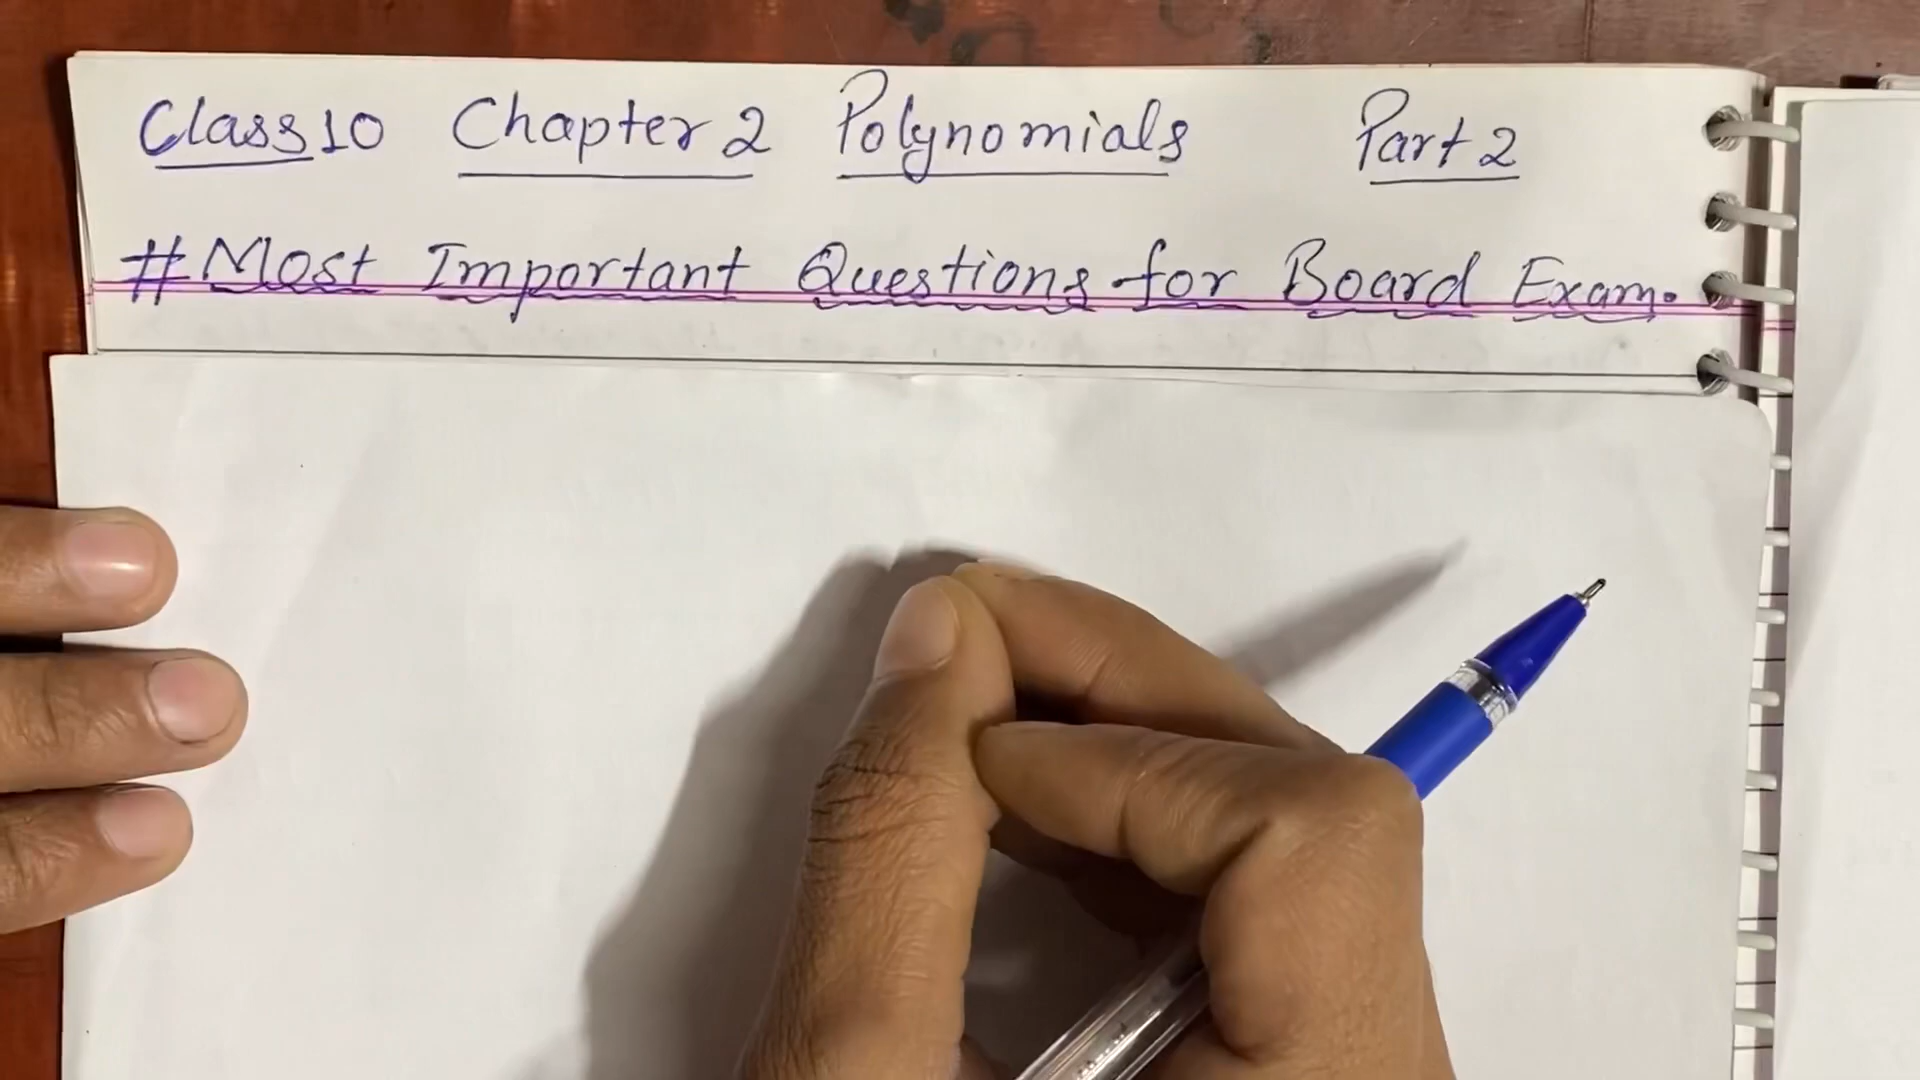 Class 10 Chapter 2 Polynomials Part 2
# Most Important Questions for Board Exam.